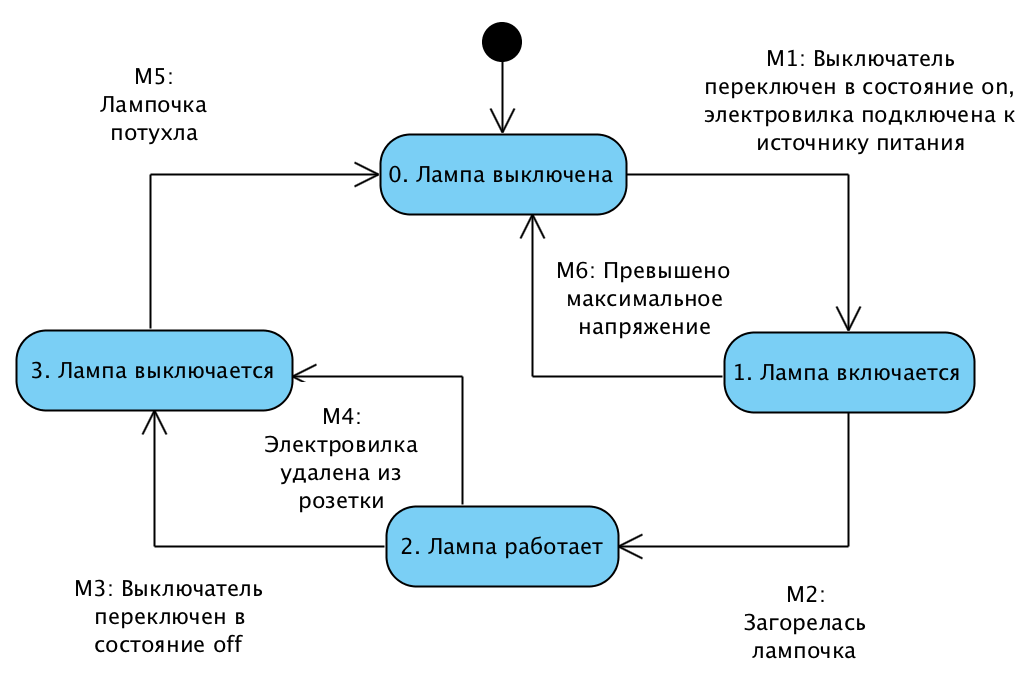 M5:
Лампочка
потухла
M1: Выключатель
переключен в состояние on,
электровилка подключена к
источнику питания
0. Лампа выключена
M6: Превышено
максимальное
напряжение
3. Лампа выключается
1. Лампа включается
M4:
Электровилка
удалена из
розетки
2. Лампа работает
M3: Выключатель
переключен в
состояние off
M2:
Загорелась
лампочка